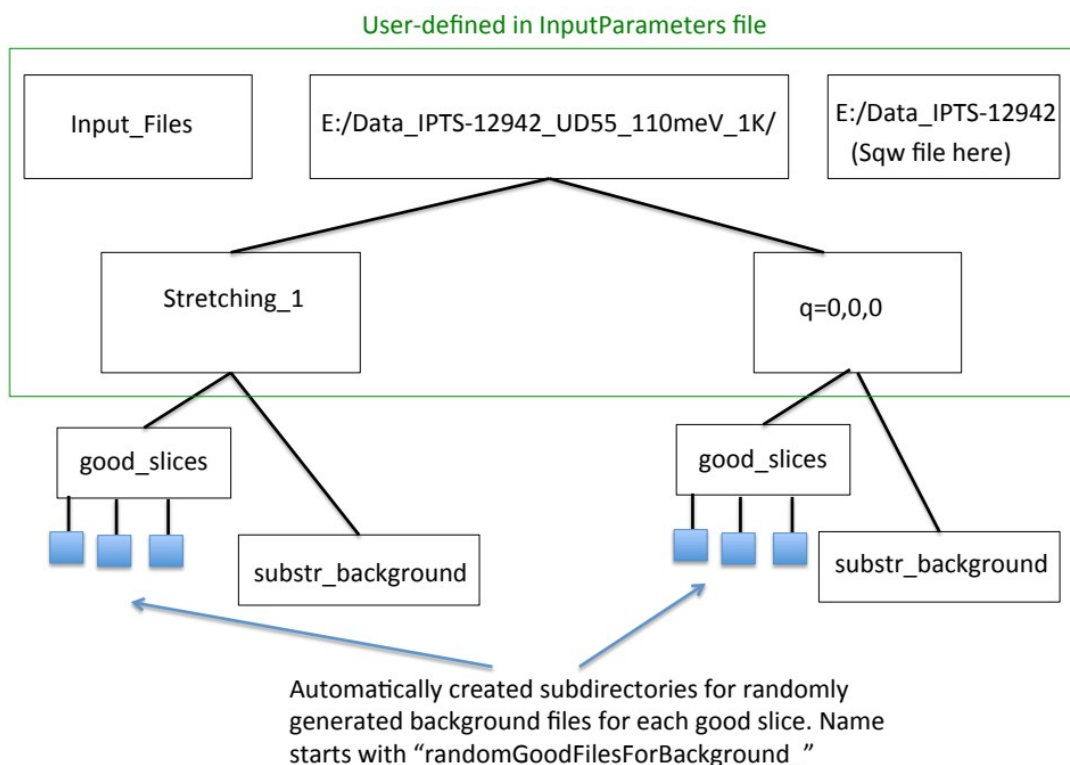 User-defined in InputParameters file
Input_Files
E:/Data_IPTS-12942_UD55_110meV_1K/
E:/Data_IPTS-12942
(Sqw file here)
Stretching_1
q=0,0,0
good_slices
good_slices
substr_background
substr_background
Automatically created subdirectories for randomly
generated background files for each good slice. Name
starts with “randomGoodFilesForBackground_”